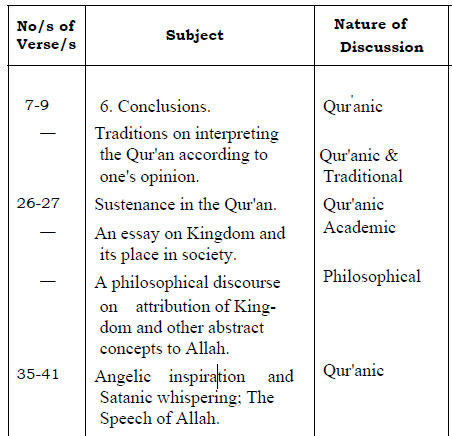 No/s of Verse/s | Subject | Nature of Discussion
7-9 | 6. Conclusions. | Qur'anic
— | Traditions on interpreting
the Qur'an according to | Qur'anic &
one's opinion. | Traditional
26-27 | Sustenance in the Qur'an. | Qur'anic
— | An essay on Kingdom and | Academic
its place in society.
— | A philosophical discourse | Philosophical
on attribution of King-
dom and other abstract
concepts to Allah.
35-41 | Angelic inspiration and | Qur'anic
Satanic whispering; The
Speech of Allah.